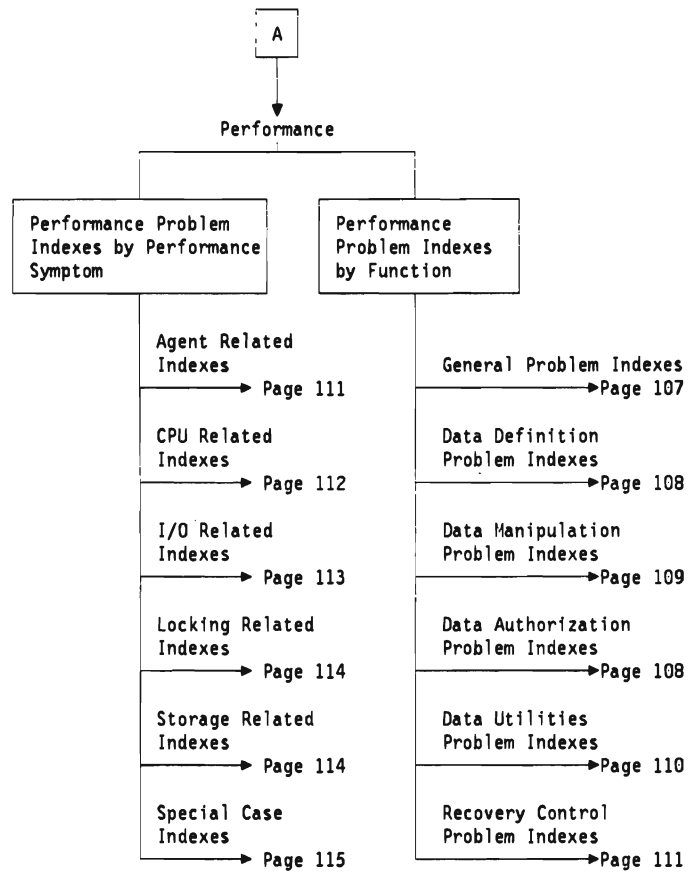 A
Performance
Performance Problem
Indexes by Performance
Symptom
Performance
Problem Indexes
by Function
Agent Related
Indexes
Page 111
CPU Related
Indexes
Page 112
I/O Related
Indexes
Page 113
Locking Related
Indexes
Page 114
Storage Related
Indexes
Page 114
Special Case
Indexes
Page 115
General Problem Indexes
Page 107
Data Definition
Problem Indexes
Page 108
Data Manipulation
Problem Indexes
Page 109
Data Authorization
Problem Indexes
Page 108
Data Utilities
Problem Indexes
Page 110
Recovery Control
Problem Indexes
Page 111